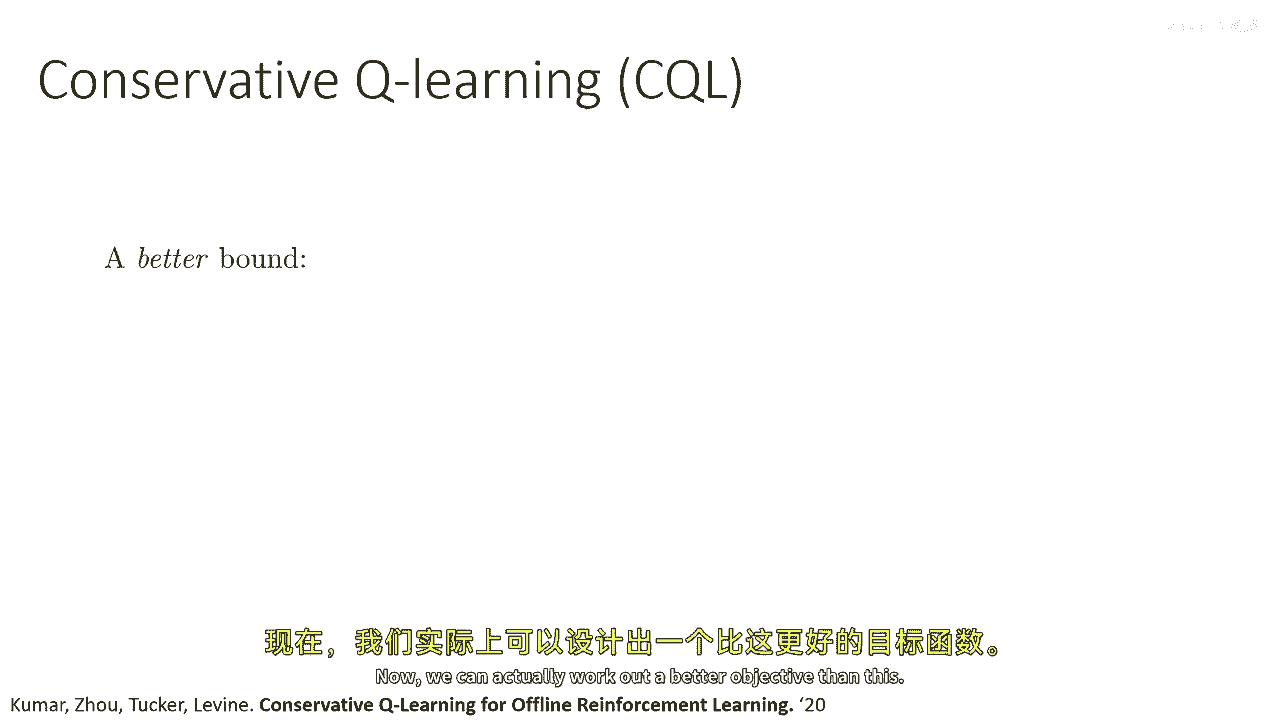 Conservative Q-learning (CQL)
A better bound:
现在，我们实际上可以设计出一个比这更好的目标函数。
Now, we can actually work out a better objective than this.
Kumar, Zhou, Tucker, Levine. Conservative Q-Learning for Offline Reinforcement Learning. ‘20